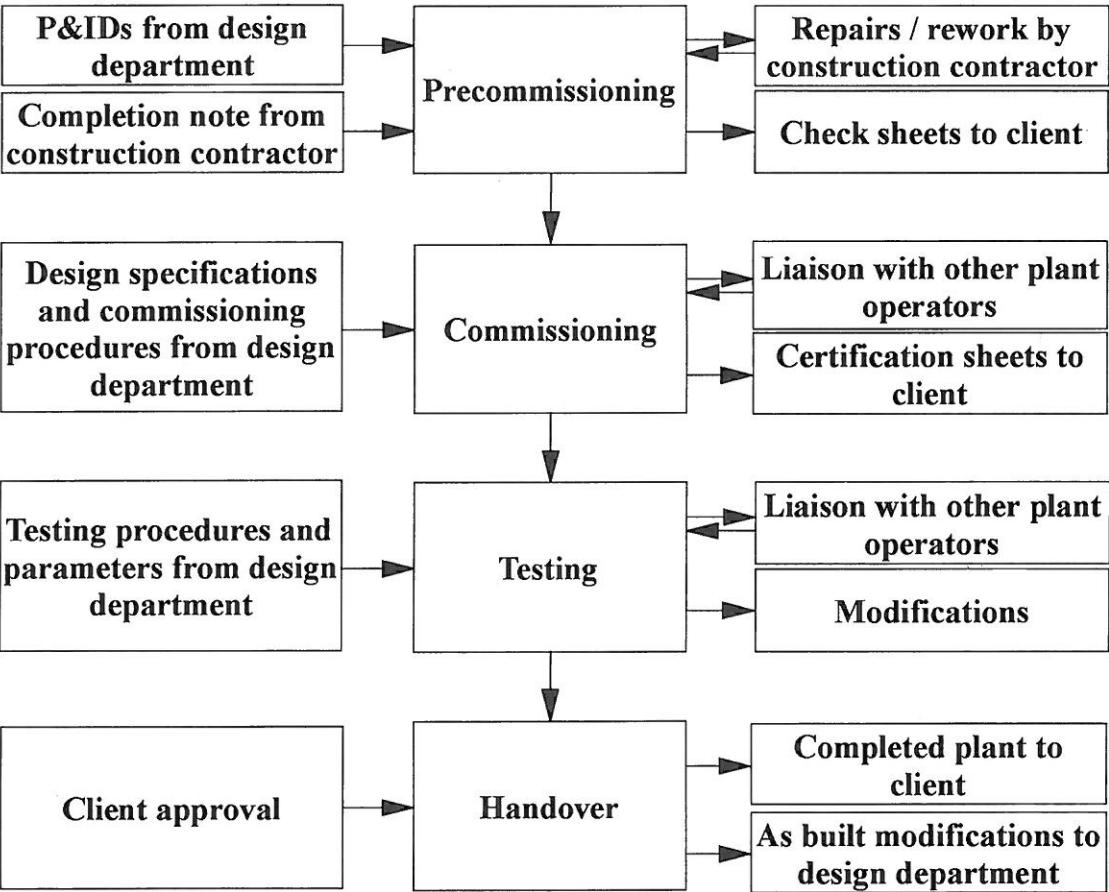 P&IDs from design
department
Precommissioning
Repairs / rework by
construction contractor
Completion note from
construction contractor
Check sheets to client
Design specifications
and commissioning
procedures from design
department
Commissioning
Liaison with other plant
operators
Certification sheets to
client
Testing procedures and
parameters from design
department
Testing
Liaison with other plant
operators
Modifications
Client approval
Handover
Completed plant to
client
As built modifications to
design department